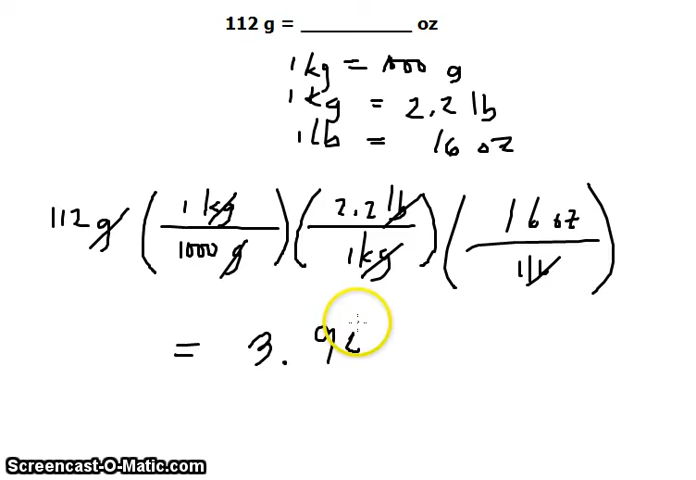 112 g = __________ oz
1 kg = 1000 g
1 kg = 2.2 lb
1 lb = 16 oz
112 g (1 kg / 1000 g) (2.2 lb / 1 kg) (16 oz / 1 lb)
= 3.9
Screencast-O-Matic.com